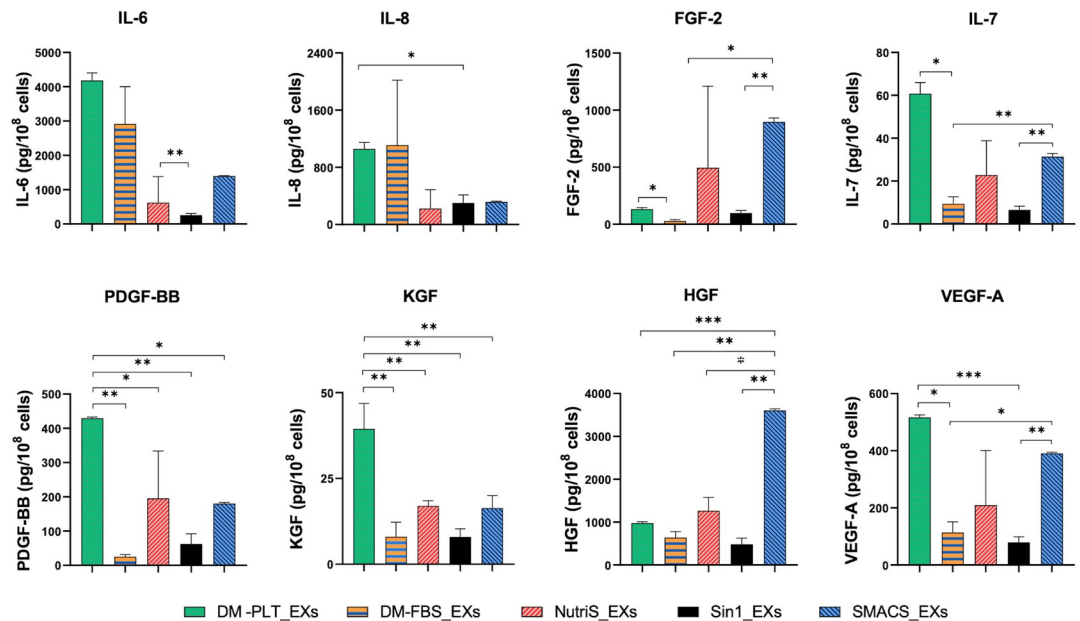 IL-6
IL-8
FGF-2
IL-7
IL-6 (pg/10⁸ cells)
5000
4000
3000
2000
1000
0
**
IL-8 (pg/10⁸ cells)
2400
1800
1200
600
0
*
FGF-2 (pg/10⁸ cells)
1500
1000
500
0
*
**
*
IL-7 (pg/10⁸ cells)
80
60
40
20
0
*
**
**
PDGF-BB
KGF
HGF
VEGF-A
PDGF-BB (pg/10⁸ cells)
500
400
300
200
100
0
*
**
*
**
KGF (pg/10⁸ cells)
50
25
0
**
**
**
**
HGF (pg/10⁸ cells)
4000
3000
2000
1000
0
***
**
*
**
VEGF-A (pg/10⁸ cells)
600
400
200
0
***
*
*
**
DM -PLT_EXs
DM-FBS_EXs
NutriS_EXs
Sin1_EXs
SMACS_EXs